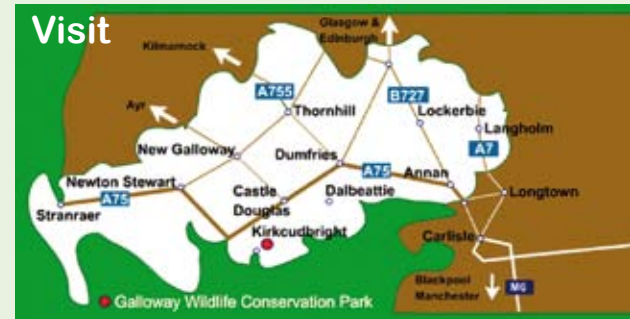 Visit
Glasgow &
Edinburgh
Kilmarnock
A755
B727
Ayr
Thornhill
Lockerbie
Langholm
A7
New Galloway
Dumfries
A75
Annan
Newton Stewart
A75
Castle
Douglas
Dalbeattie
Longtown
Stranraer
Kirkcudbright
Carlisle
Blackpool
Manchester
M6
Galloway Wildlife Conservation Park